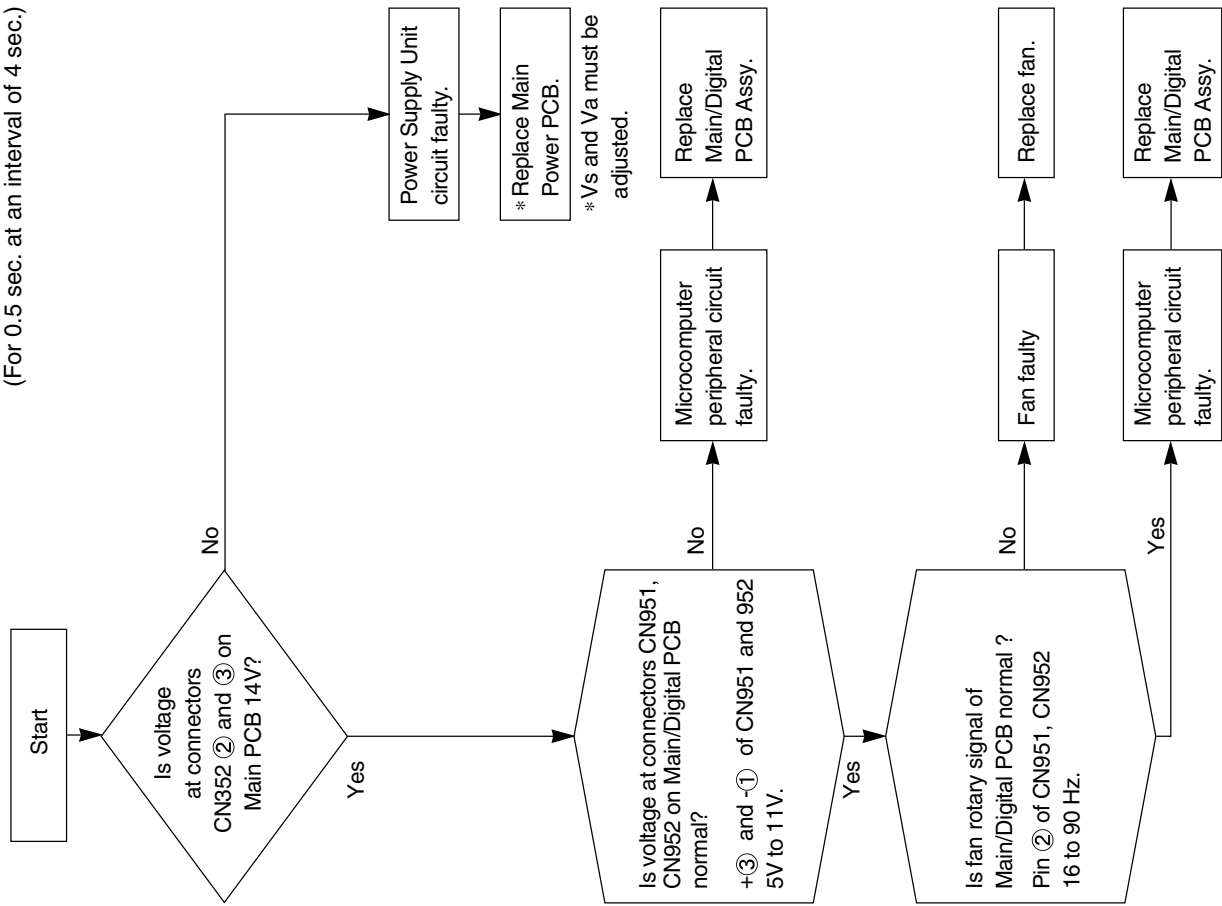 (For 0.5 sec. at an interval of 4 sec.)
Start
Is voltage
at connectors
CN352 ② and ③ on
Main PCB 14V?
No
Power Supply Unit
circuit faulty.
* Replace Main
Power PCB.
* Vs and Va must be
adjusted.
Yes
Is voltage at connectors CN951,
CN952 on Main/Digital PCB
normal?
+③ and -① of CN951 and 952
5V to 11V.
No
Microcomputer
peripheral circuit
faulty.
Replace
Main/Digital
PCB Assy.
Yes
Is fan rotary signal of
Main/Digital PCB normal ?
Pin ② of CN951, CN952
16 to 90 Hz.
No
Fan faulty
Replace fan.
Yes
Microcomputer
peripheral circuit
faulty.
Replace
Main/Digital
PCB Assy.